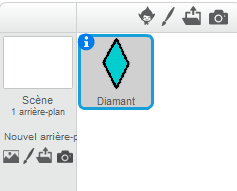 Diamant
Scène
1 arrière-plan
Nouvel arrière-p